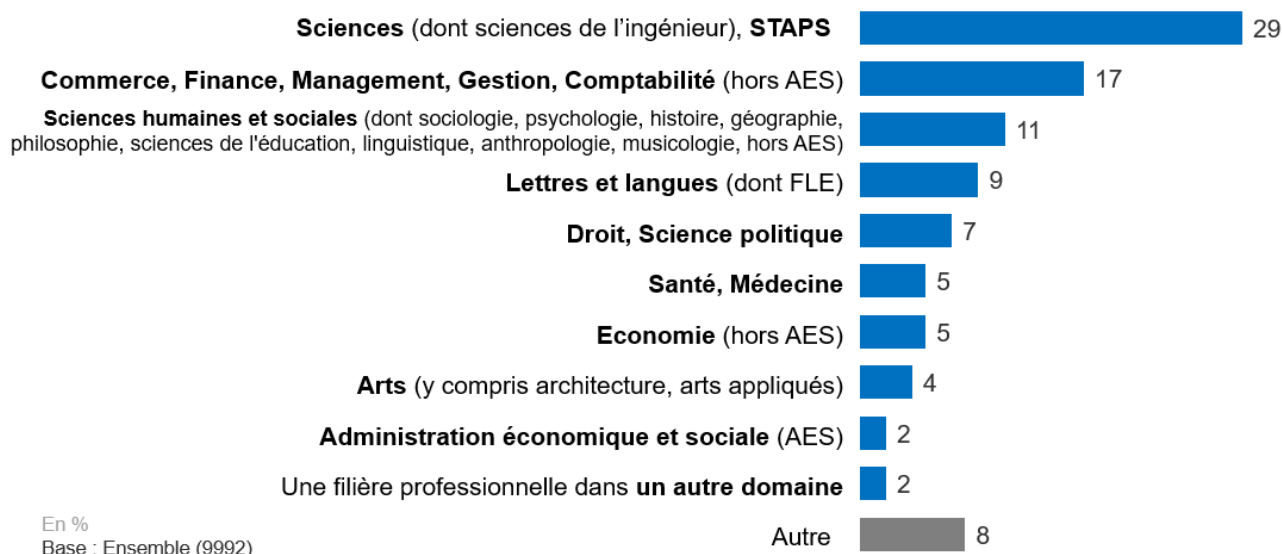 Sciences (dont sciences de l’ingénieur), STAPS 29
Commerce, Finance, Management, Gestion, Comptabilité (hors AES) 17
Sciences humaines et sociales (dont sociologie, psychologie, histoire, géographie,
philosophie, sciences de l'éducation, linguistique, anthropologie, musicologie, hors AES) 11
Lettres et langues (dont FLE) 9
Droit, Science politique 7
Santé, Médecine 5
Economie (hors AES) 5
Arts (y compris architecture, arts appliqués) 4
Administration économique et sociale (AES) 2
Une filière professionnelle dans un autre domaine 2
Autre 8
En %
Base : Ensemble (9992)